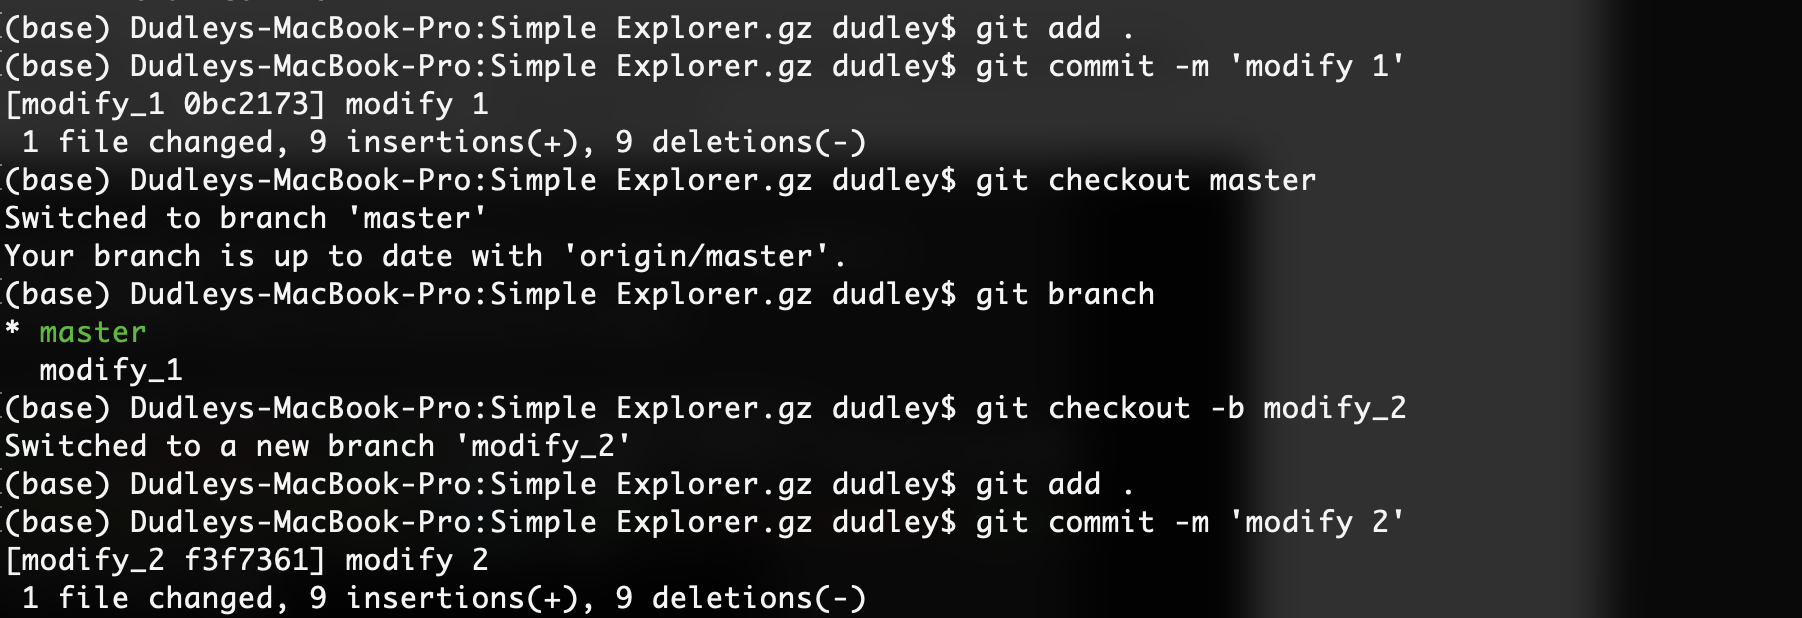 (base) Dudleys-MacBook-Pro:Simple Explorer.gz dudley$ git add .
(base) Dudleys-MacBook-Pro:Simple Explorer.gz dudley$ git commit -m 'modify 1'
[modify_1 0bc2173] modify 1
 1 file changed, 9 insertions(+), 9 deletions(-)
(base) Dudleys-MacBook-Pro:Simple Explorer.gz dudley$ git checkout master
Switched to branch 'master'
Your branch is up to date with 'origin/master'.
(base) Dudleys-MacBook-Pro:Simple Explorer.gz dudley$ git branch
* master
  modify_1
(base) Dudleys-MacBook-Pro:Simple Explorer.gz dudley$ git checkout -b modify_2
Switched to a new branch 'modify_2'
(base) Dudleys-MacBook-Pro:Simple Explorer.gz dudley$ git add .
(base) Dudleys-MacBook-Pro:Simple Explorer.gz dudley$ git commit -m 'modify 2'
[modify_2 f3f7361] modify 2
 1 file changed, 9 insertions(+), 9 deletions(-)